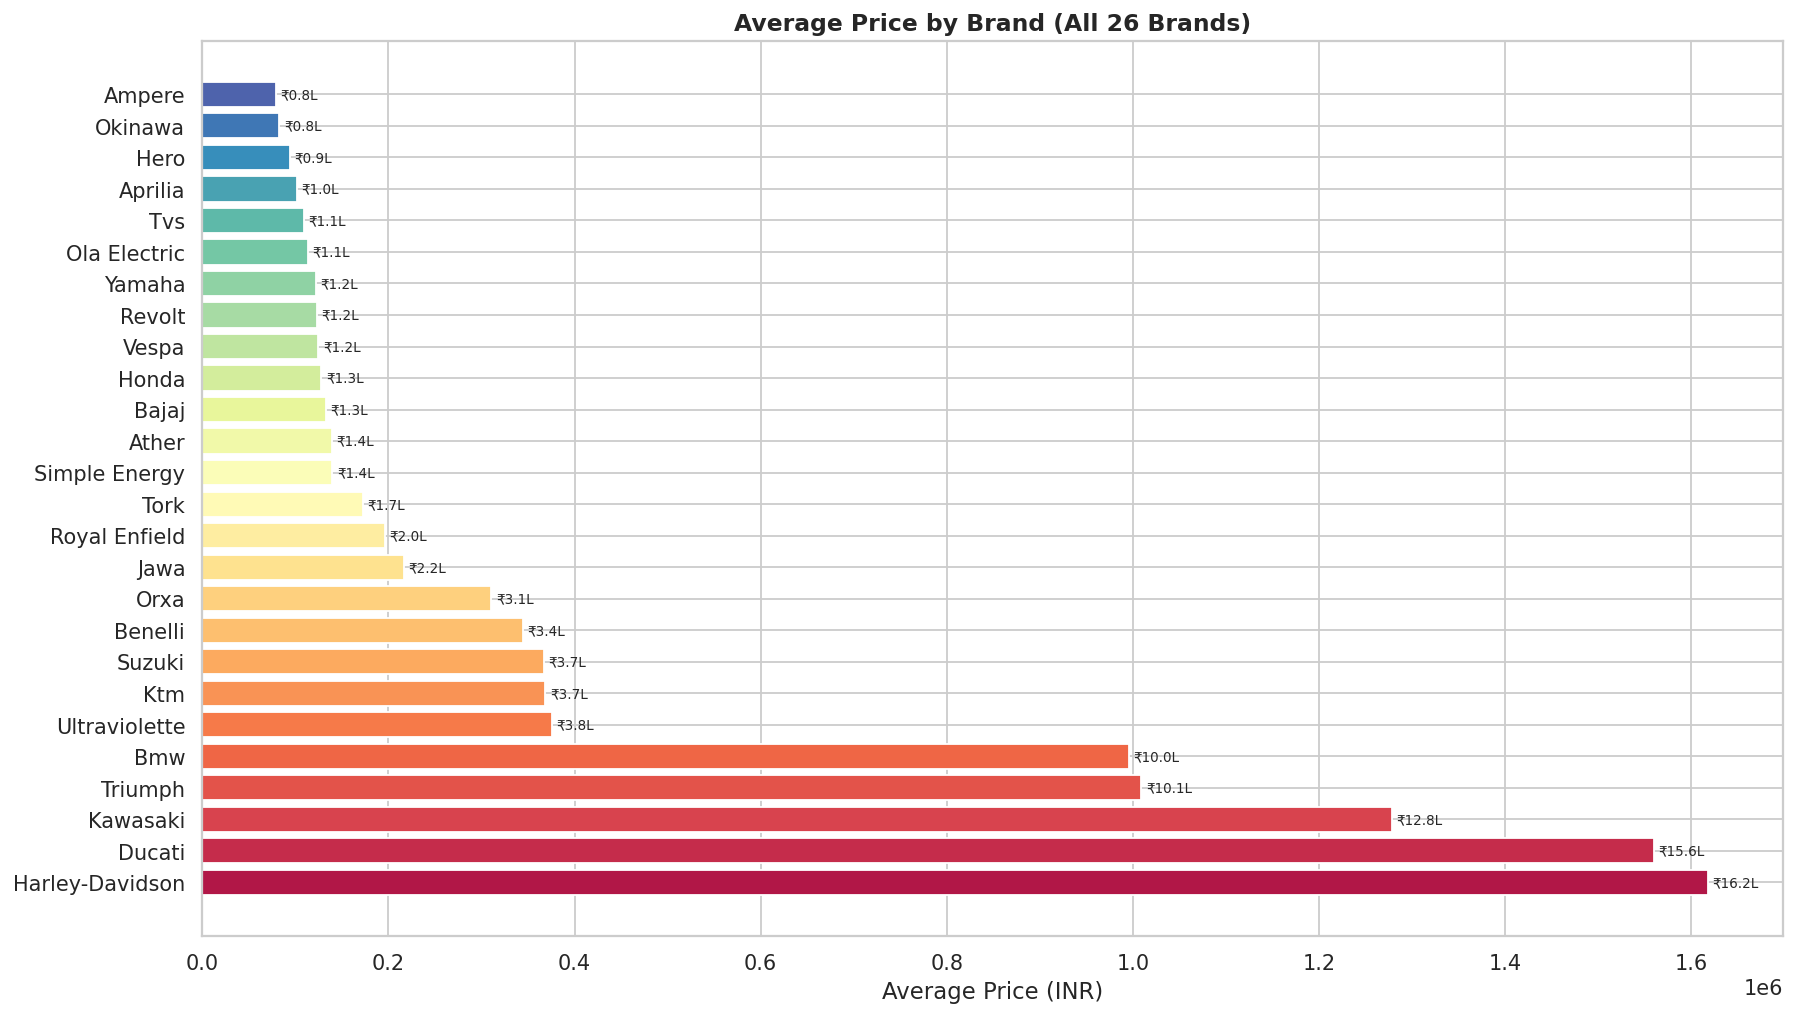 Average Price by Brand (All 26 Brands)
Ampere ₹0.8L
Okinawa ₹0.8L
Hero ₹0.9L
Aprilia ₹1.0L
Tvs ₹1.1L
Ola Electric ₹1.1L
Yamaha ₹1.2L
Revolt ₹1.2L
Vespa ₹1.2L
Honda ₹1.3L
Bajaj ₹1.3L
Ather ₹1.4L
Simple Energy ₹1.4L
Tork ₹1.7L
Royal Enfield ₹2.0L
Jawa ₹2.2L
Orxa ₹3.1L
Benelli ₹3.4L
Suzuki ₹3.7L
Ktm ₹3.7L
Ultraviolette ₹3.8L
Bmw ₹10.0L
Triumph ₹10.1L
Kawasaki ₹12.8L
Ducati ₹15.6L
Harley-Davidson ₹16.2L
0.0 0.2 0.4 0.6 0.8 1.0 1.2 1.4 1.6
1e6
Average Price (INR)